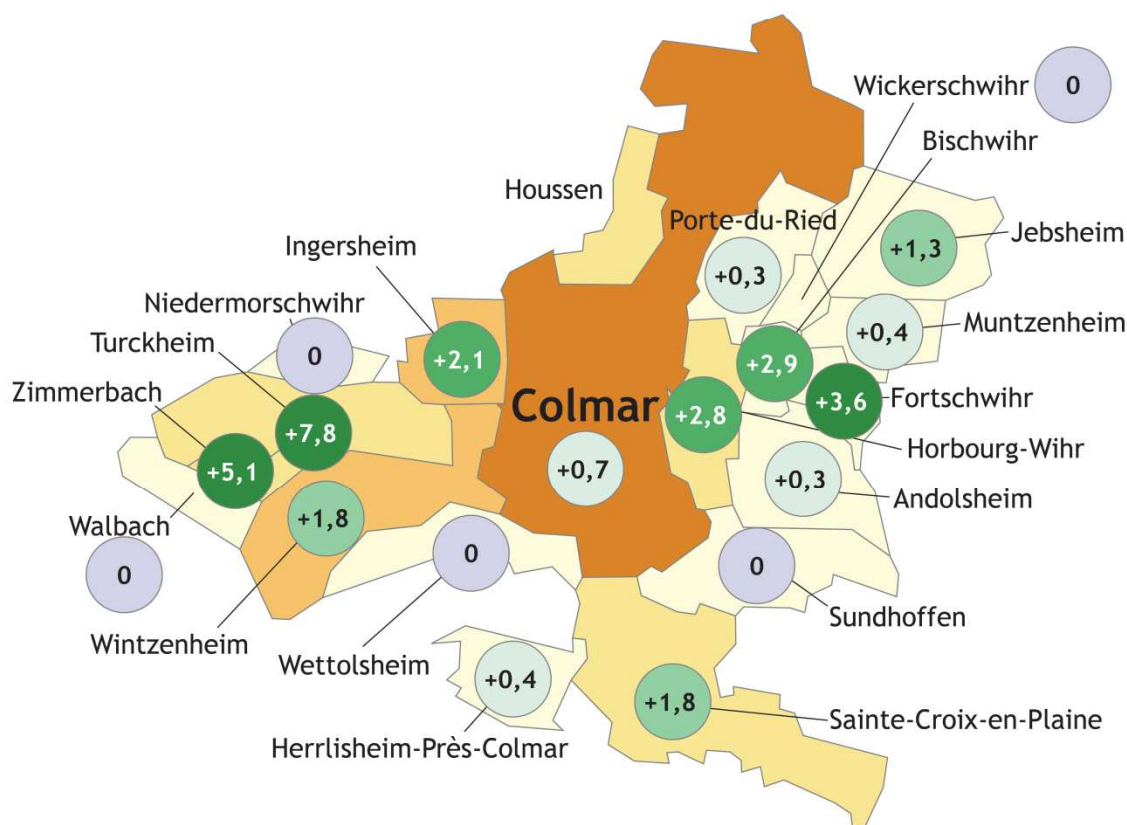 Wickerschwihr
0
Bischwihr
Houssen
Porte-du-Ried
+0,3
+1,3
Jebsheim
Ingersheim
+2,1
Niedermorschwihr
0
+0,4
Muntzenheim
Turckheim
+7,8
+2,9
Zimmerbach
+5,1
Colmar
+0,7
+2,8
+3,6
Fortschwihr
Horbourg-Wihr
+0,3
Andolsheim
Walbach
0
+1,8
Wintzenheim
0
Wettolsheim
0
Sundhoffen
+0,4
Herrlisheim-Près-Colmar
+1,8
Sainte-Croix-en-Plaine